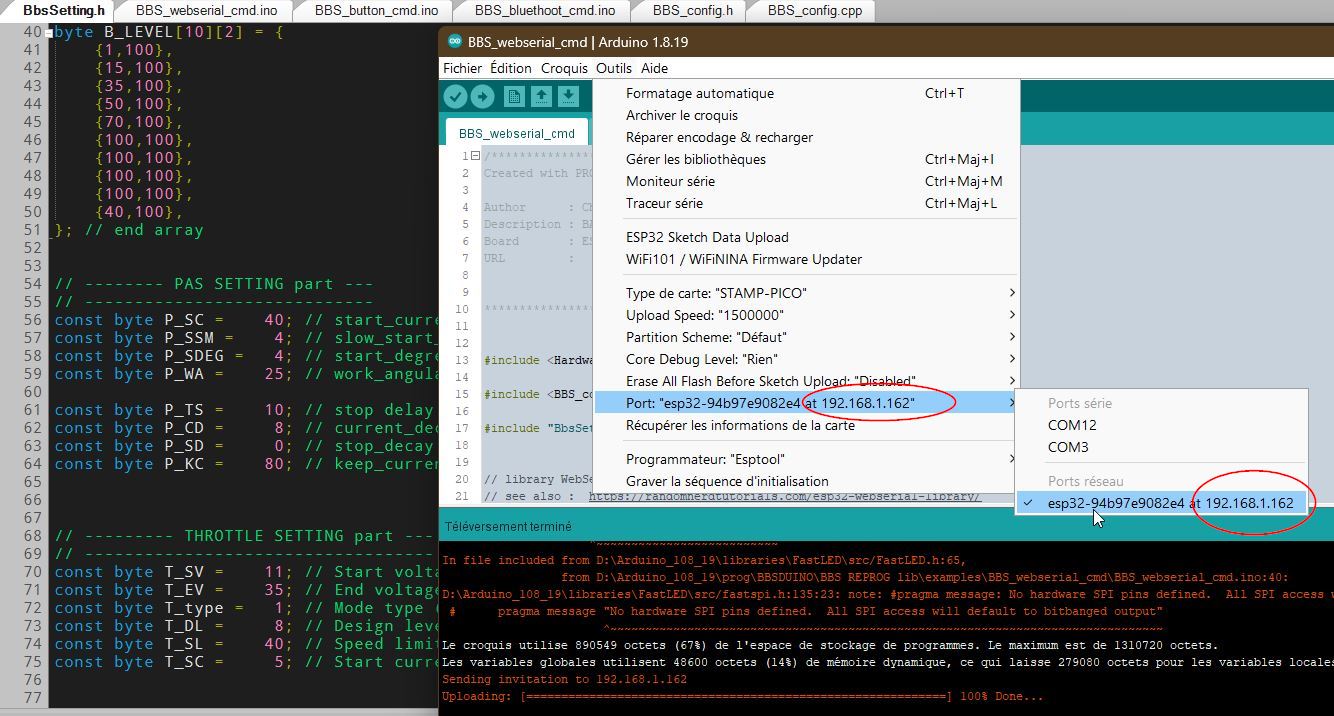 BbsSetting.h BBS_webserial_cmd.ino BBS_button_cmd.ino BBS_bluethoot_cmd.ino BBS_config.h BBS_config.cpp
40 byte B_LEVEL[10][2] = {
41 {1,100},
42 {15,100},
43 {35,100},
44 {50,100},
45 {70,100},
46 {100,100},
47 {100,100},
48 {100,100},
49 {100,100},
50 {40,100},
51 }; // end array
52
53
54 // -------- PAS SETTING part ---
55 // -----------------------------
56 const byte P_SC = 40; // start_curre
57 const byte P_SSM = 4; // slow_start_
58 const byte P_SDEG = 4; // start_degre
59 const byte P_WA = 25; // work_angula
60
61 const byte P_TS = 10; // stop delay
62 const byte P_CD = 8; // current_dec
63 const byte P_SD = 0; // stop_decay
64 const byte P_KC = 80; // keep_curren
65
66
67
68 // --------- THROTTLE SETTING part ---
69 // -----------------------------------
70 const byte T_SV = 11; // Start volta
71 const byte T_EV = 35; // End voltage
72 const byte T_type = 1; // Mode type (
73 const byte T_DL = 8; // Design leve
74 const byte T_SL = 40; // Speed limit
75 const byte T_SC = 5; // Start curre
76
77
BBS_webserial_cmd | Arduino 1.8.19
Fichier Édition Croquis Outils Aide
BBS_webserial_cmd
1 /****************
2 Created with PRO
3
4 Author : Ch
5 Description : BA
6 Board : ES
7 URL :
8
9
10 ****************
11
12
13 #include <Hardwa
14
15 #include <BBS_co
16
17 #include "BbsSet
18
19
20 // library WebSe
21 // see also : https://randomnerdtutorials.com/esp32-webserial-library/
Formatage automatique Ctrl+T
Archiver le croquis
Réparer encodage & recharger
Gérer les bibliothèques Ctrl+Maj+I
Moniteur série Ctrl+Maj+M
Traceur série Ctrl+Maj+L
ESP32 Sketch Data Upload
WiFi101 / WiFiNINA Firmware Updater
Type de carte: "STAMP-PICO"
Upload Speed: "1500000"
Partition Scheme: "Défaut"
Core Debug Level: "Rien"
Erase All Flash Before Sketch Upload: "Disabled"
Port: "esp32-94b97e9082e4 at 192.168.1.162"
Récupérer les informations de la carte
Programmateur: "Esptool"
Graver la séquence d'initialisation
Ports série
COM12
COM3
Ports réseau
esp32-94b97e9082e4 at 192.168.1.162
Téléversement terminé
^~~~~~~~~~~~~~~~~~~~~~~~~
In file included from D:\Arduino_108_19\libraries\FastLED\src/FastLED.h:65,
from D:\Arduino_108_19\prog\BBSDUINO\BBS REPROG lib\examples\BBS_webserial_cmd\BBS_webserial_cmd.ino:40:
D:\Arduino_108_19\libraries\FastLED\src/fastspi.h:135:23: note: #pragma message: No hardware SPI pins defined. All SPI access w
# pragma message "No hardware SPI pins defined. All SPI access will default to bitbanged output"
^~~~~~~~~~~~~~~~~~~~~~~~~~~~~~~~~~~~~~~~~~~~~~~~~~~~~~~~~~~~~~~~~~~~~~~~~~~~~
Le croquis utilise 890549 octets (67%) de l'espace de stockage de programmes. Le maximum est de 1310720 octets.
Les variables globales utilisent 48600 octets (14%) de mémoire dynamique, ce qui laisse 279080 octets pour les variables locales
Sending invitation to 192.168.1.162
Uploading: [==========================================================] 100% Done...